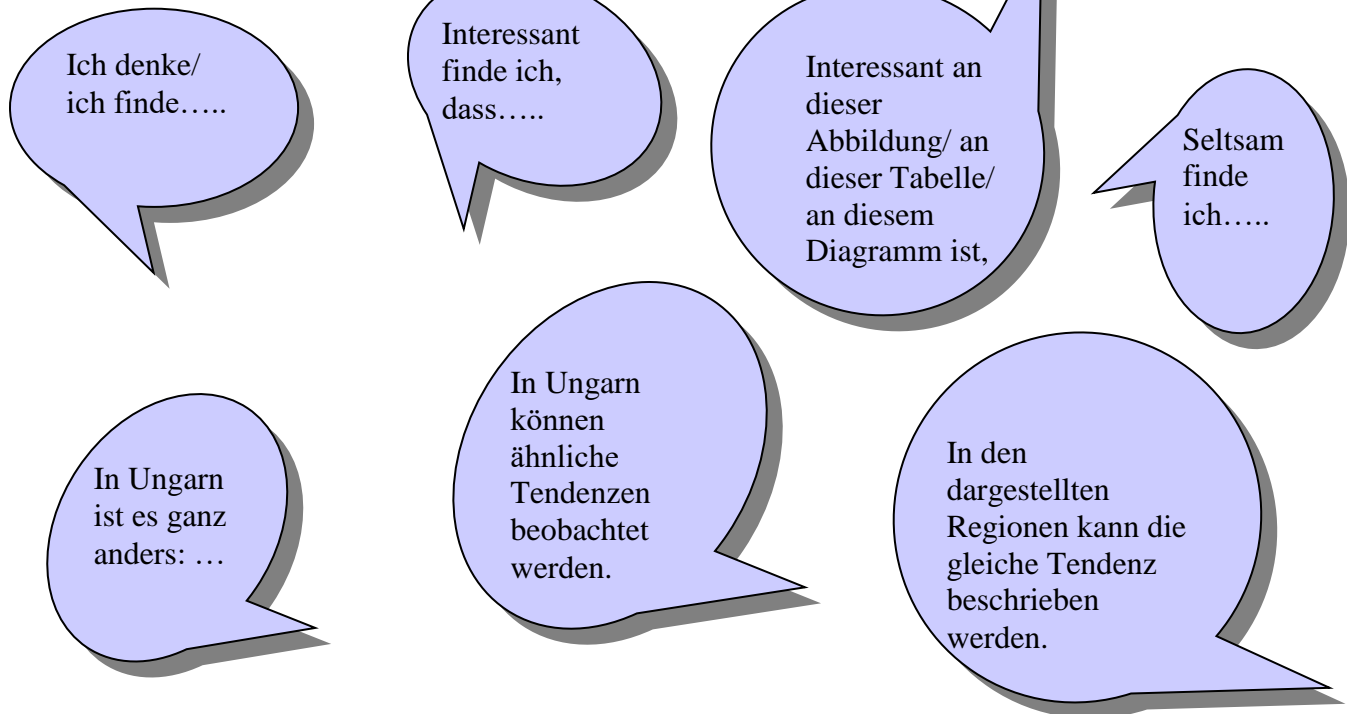 Ich denke/
ich finde…..
Interessant
finde ich,
dass…..
Interessant an
dieser
Abbildung/ an
dieser Tabelle/
an diesem
Diagramm ist,
Seltsam
finde
ich…..
In Ungarn
ist es ganz
anders: …
In Ungarn
können
ähnliche
Tendenzen
beobachtet
werden.
In den
dargestellten
Regionen kann die
gleiche Tendenz
beschrieben
werden.